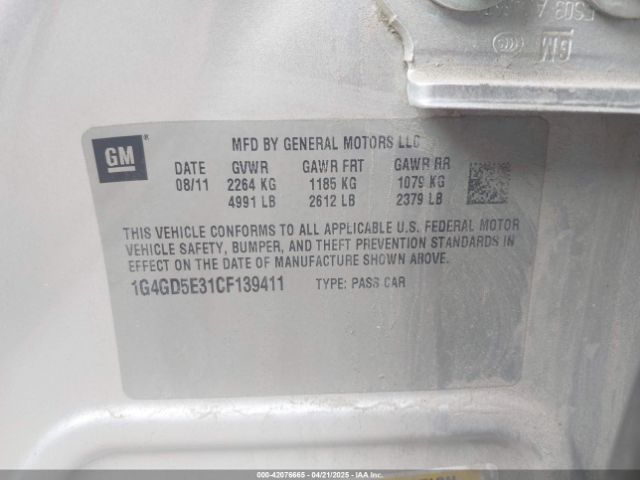 GM
GM ®
MFD BY GENERAL MOTORS LLC
DATE GVWR GAWR FRT GAWR RR
08/11 2264 KG 1185 KG 1079 KG
4991 LB 2612 LB 2379 LB
THIS VEHICLE CONFORMS TO ALL APPLICABLE U.S. FEDERAL MOTOR
VEHICLE SAFETY, BUMPER, AND THEFT PREVENTION STANDARDS IN
EFFECT ON THE DATE OF MANUFACTURE SHOWN ABOVE.
1G4GD5E31CF139411 TYPE: PASS CAR
000-42076665 04/21/2025 - IAA Inc.